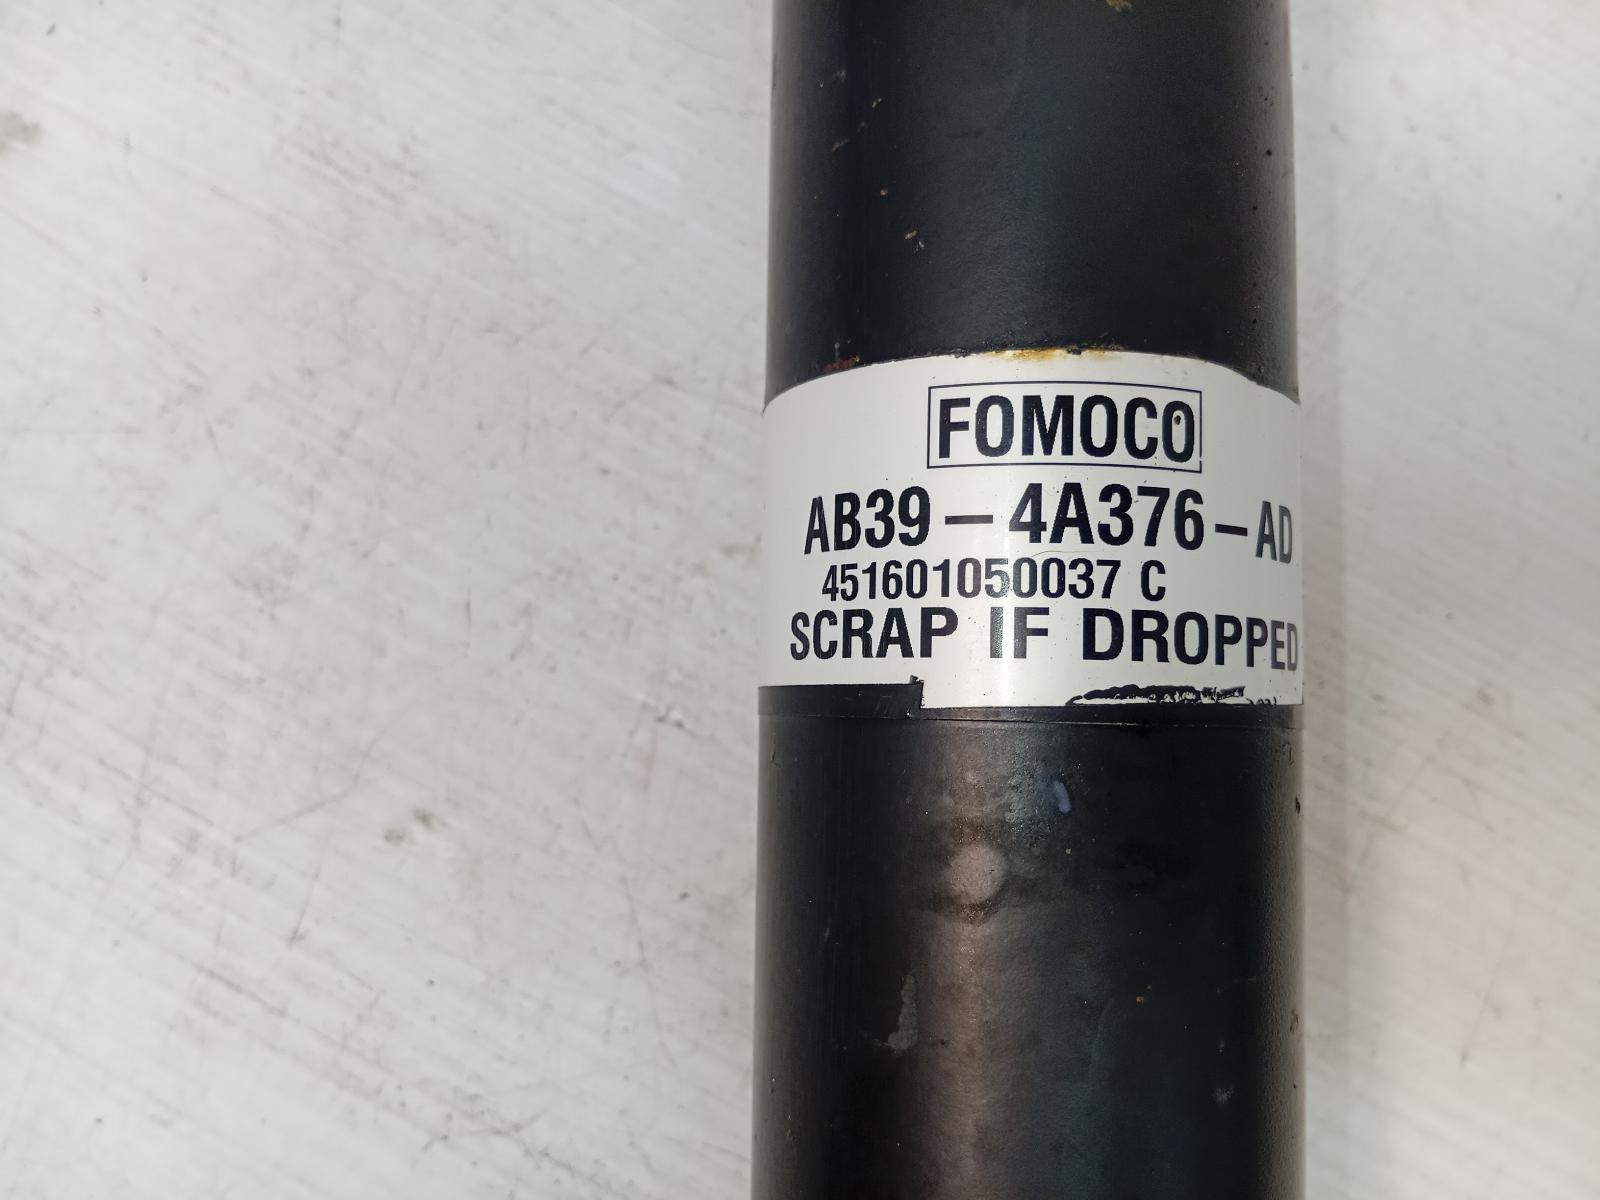 FOMOCO
AB39-4A376-AD
451601050037 C
SCRAP IF DROPPED